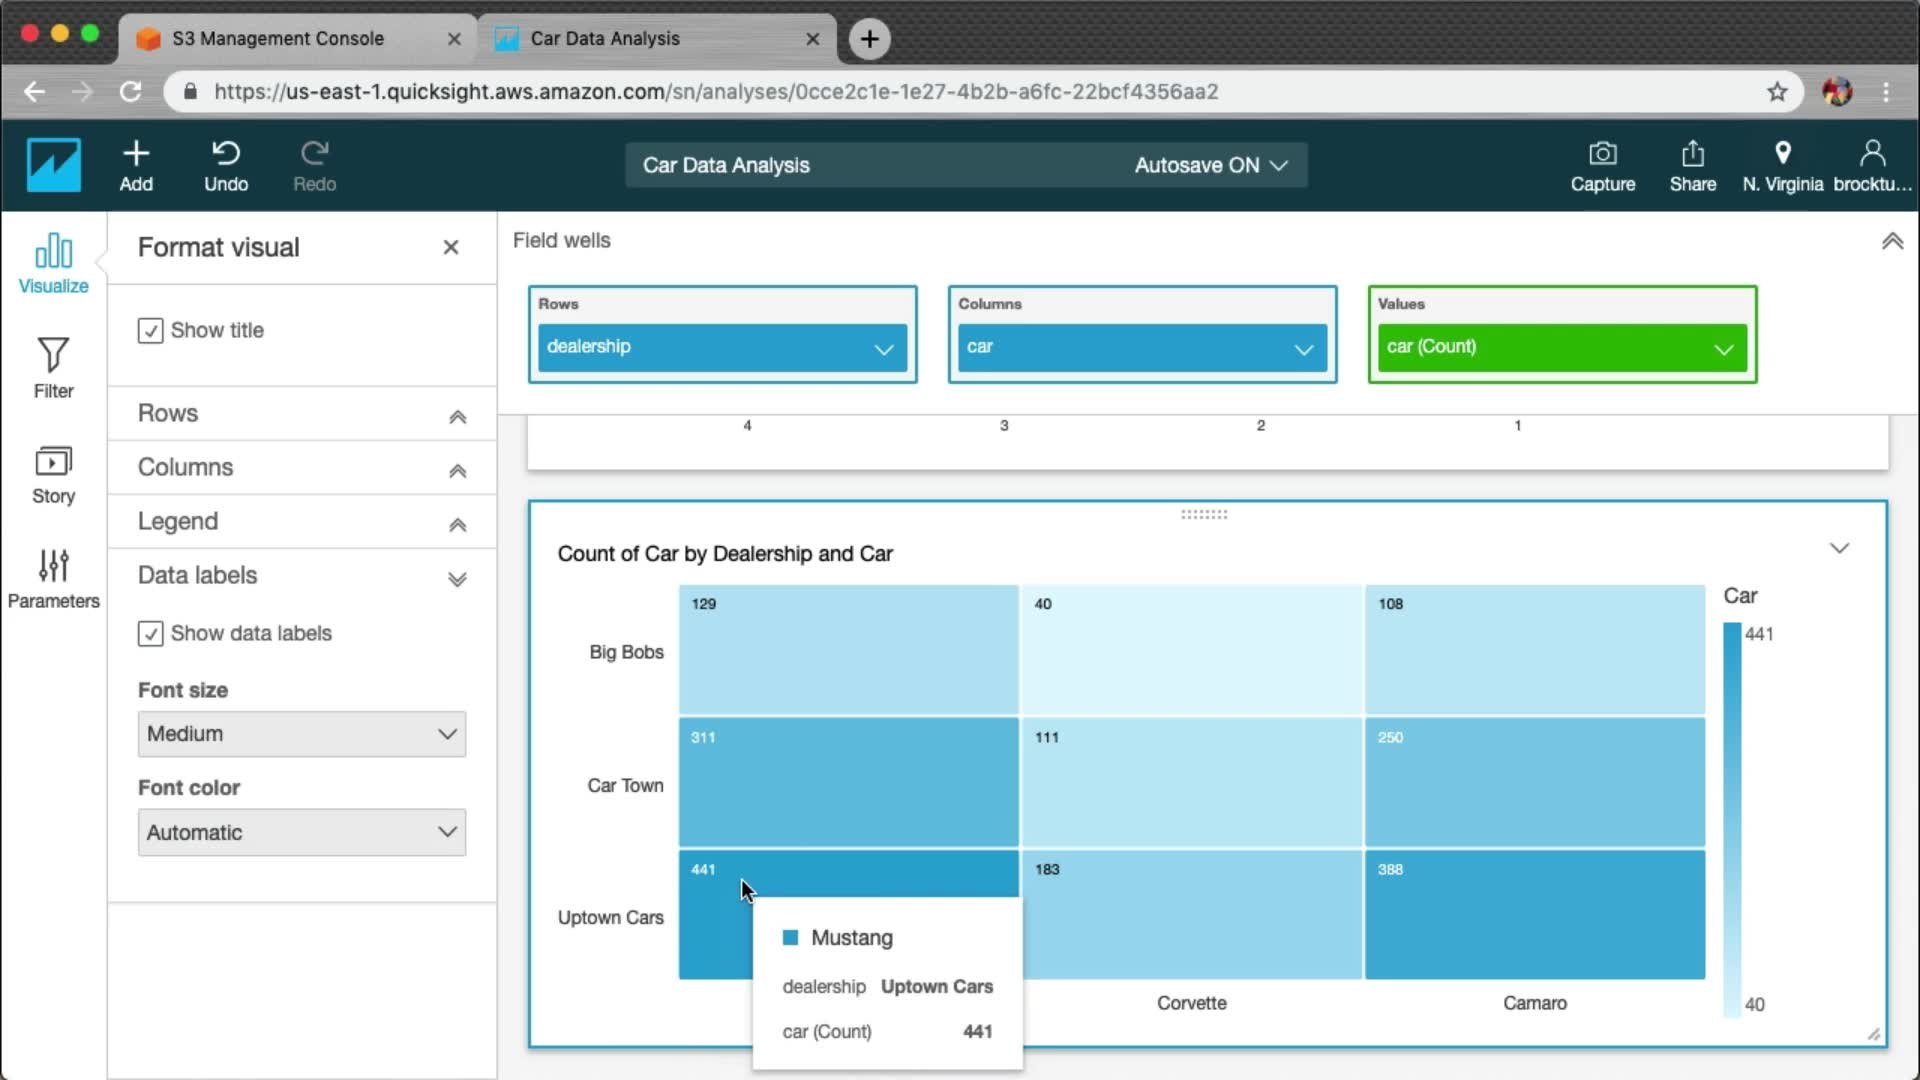 S3 Management Console
Car Data Analysis
https://us-east-1.quicksight.aws.amazon.com/sn/analyses/0cce2c1e-1e27-4b2b-a6fc-22bcf4356aa2
Add
Undo
Redo
Car Data Analysis
Autosave ON
Capture
Share
N. Virginia
brocktu...
Visualize
Filter
Story
Parameters
Format visual
Show title
Rows
Columns
Legend
Data labels
Show data labels
Font size
Medium
Font color
Automatic
Field wells
Rows
dealership
Columns
car
Values
car (Count)
4 3 2 1
Count of Car by Dealership and Car
Big Bobs
129 40 108
Car Town
311 111 250
Uptown Cars
441 183 388
Corvette
Camaro
Car
441
40
Mustang
dealership Uptown Cars
car (Count) 441